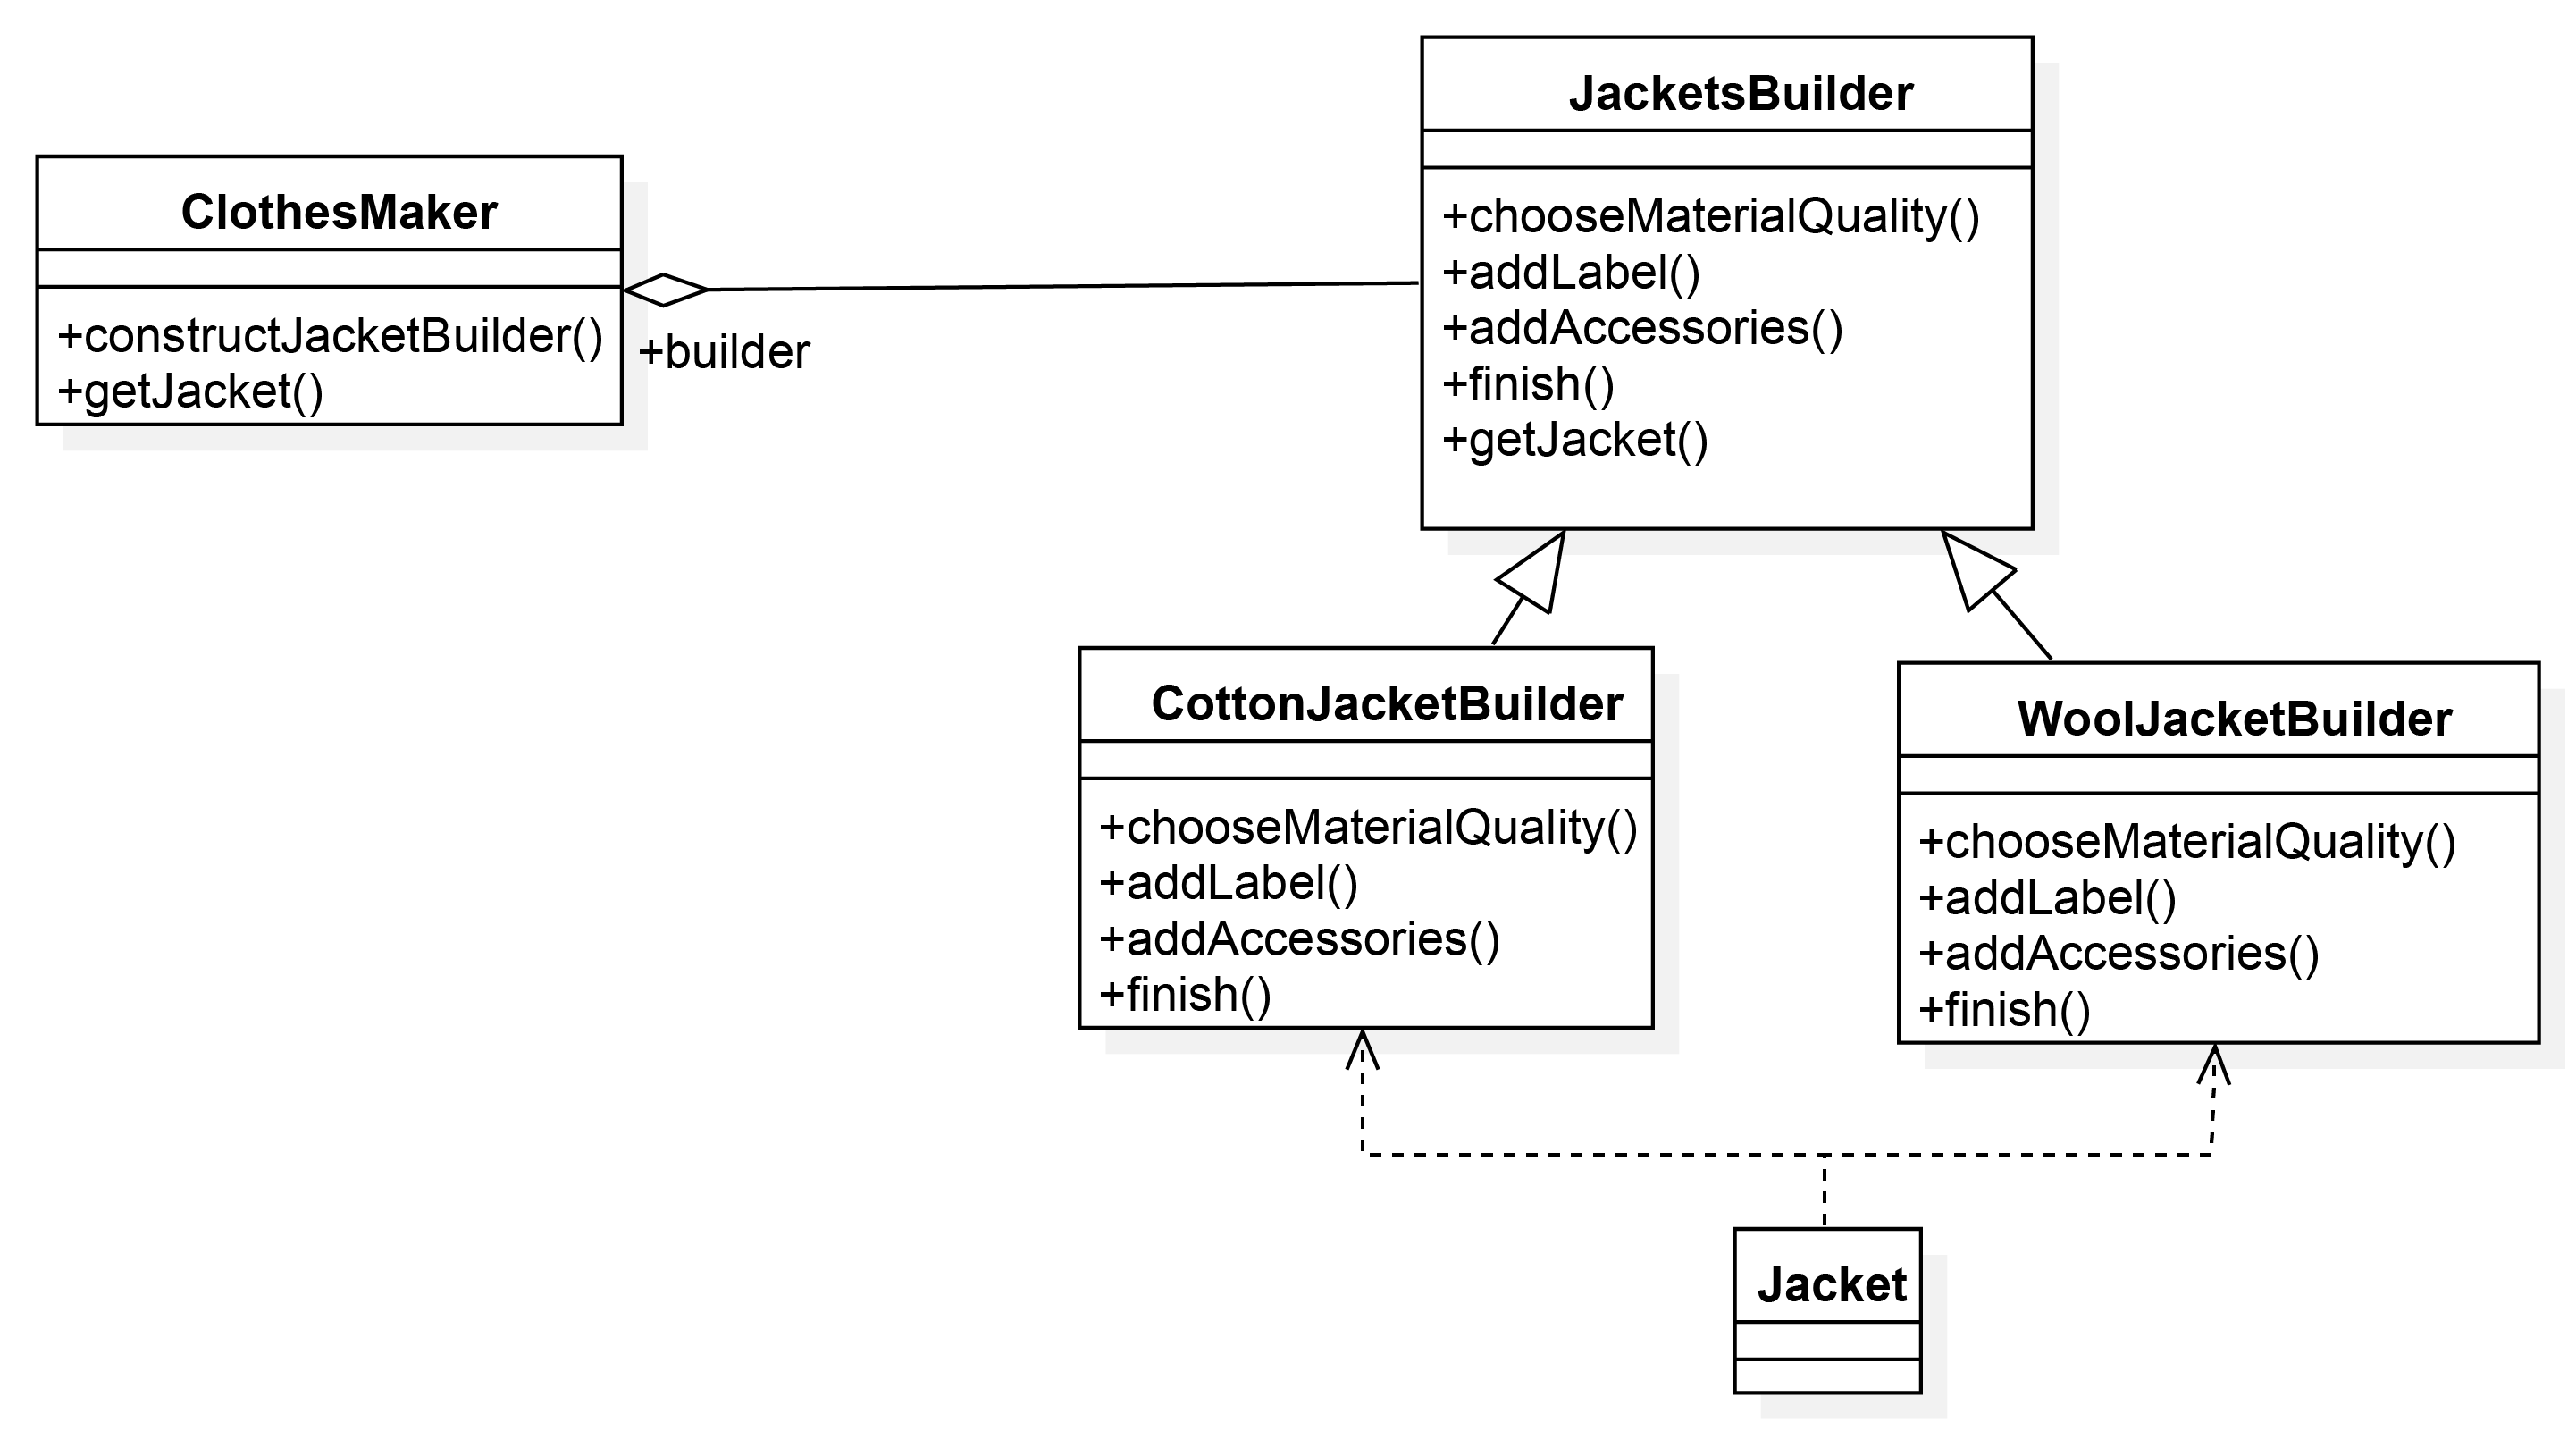 ClothesMaker
+constructJacketBuilder()
+getJacket()
+builder
JacketsBuilder
+chooseMaterialQuality()
+addLabel()
+addAccessories()
+finish()
+getJacket()
CottonJacketBuilder
+chooseMaterialQuality()
+addLabel()
+addAccessories()
+finish()
WoolJacketBuilder
+chooseMaterialQuality()
+addLabel()
+addAccessories()
+finish()
Jacket